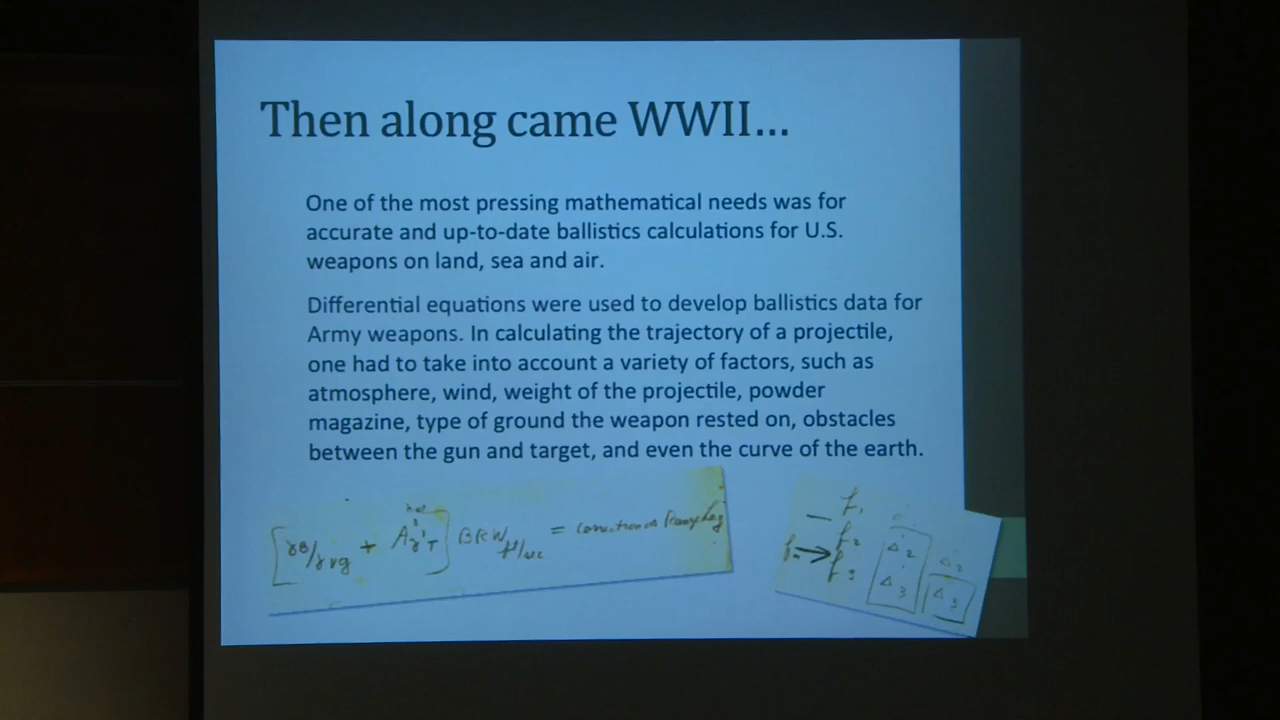 Then along came WWII...
One of the most pressing mathematical needs was for
accurate and up-to-date ballistics calculations for U.S.
weapons on land, sea and air.
Differential equations were used to develop ballistics data for
Army weapons. In calculating the trajectory of a projectile,
one had to take into account a variety of factors, such as
atmosphere, wind, weight of the projectile, powder
magazine, type of ground the weapon rested on, obstacles
between the gun and target, and even the curve of the earth.